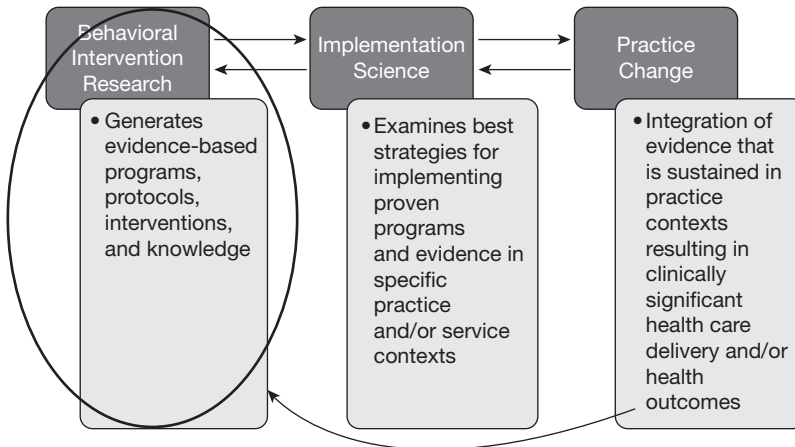 Behavioral
Intervention
Research
• Generates
evidence-based
programs,
protocols,
interventions,
and knowledge
Implementation
Science
• Examines best
strategies for
implementing
proven
programs
and evidence in
specific
practice
and/or service
contexts
Practice
Change
• Integration of
evidence that
is sustained in
practice
contexts
resulting in
clinically
significant
health care
delivery and/or
health
outcomes